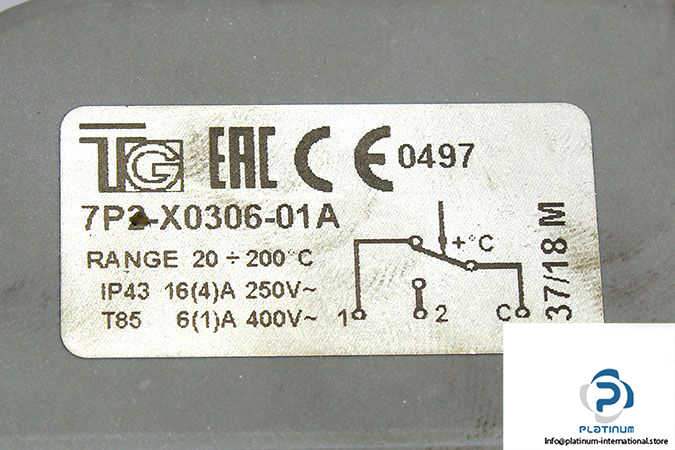 TG EAC CE 0497
7P2-X0306-01A
RANGE 20 ÷ 200°C
IP43 16(4)A 250V~
T85 6(1)A 400V~
+°C
1 2 C
37/18 M
PLATINUM
info@platinum-international.store